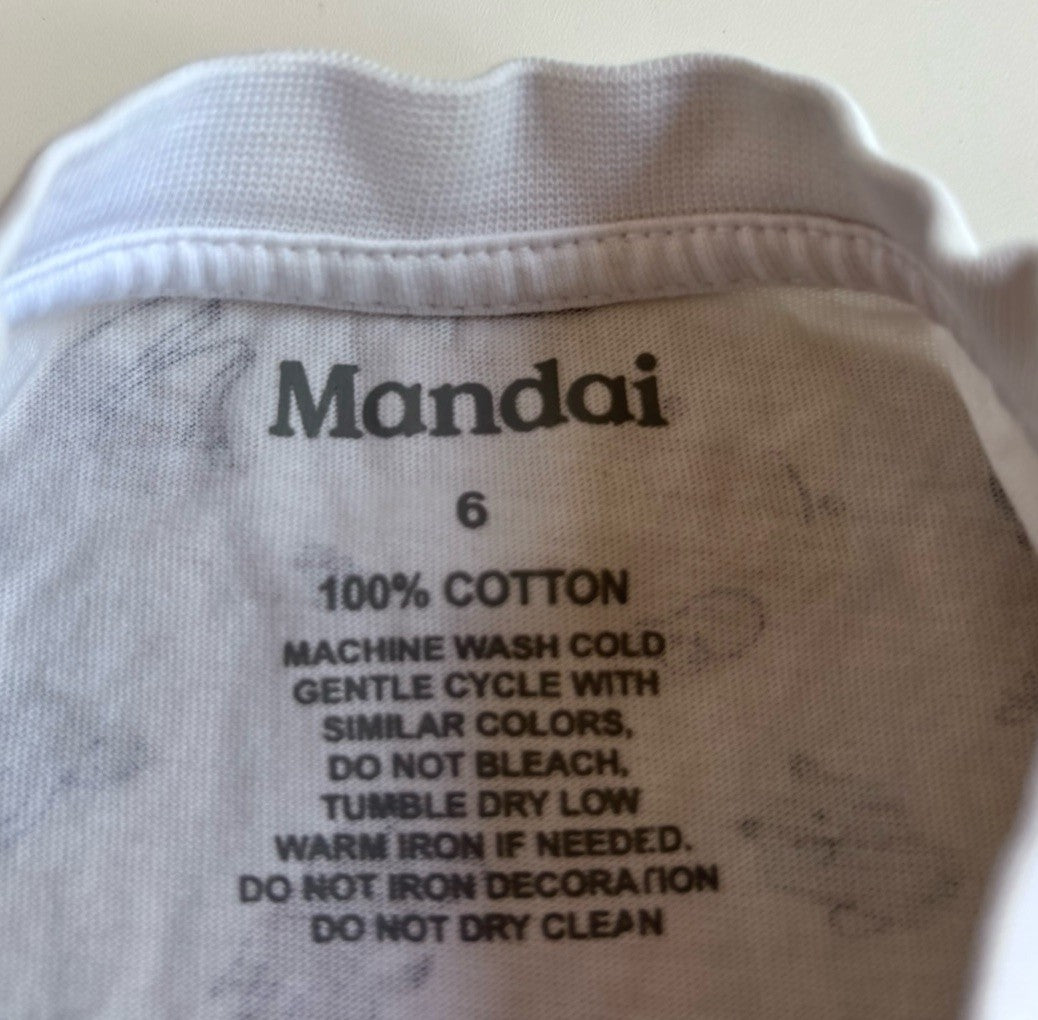 Mandai
6
100% COTTON
MACHINE WASH COLD
GENTLE CYCLE WITH
SIMILAR COLORS,
DO NOT BLEACH,
TUMBLE DRY LOW
WARM IRON IF NEEDED.
DO NOT IRON DECORATION
DO NOT DRY CLEAN